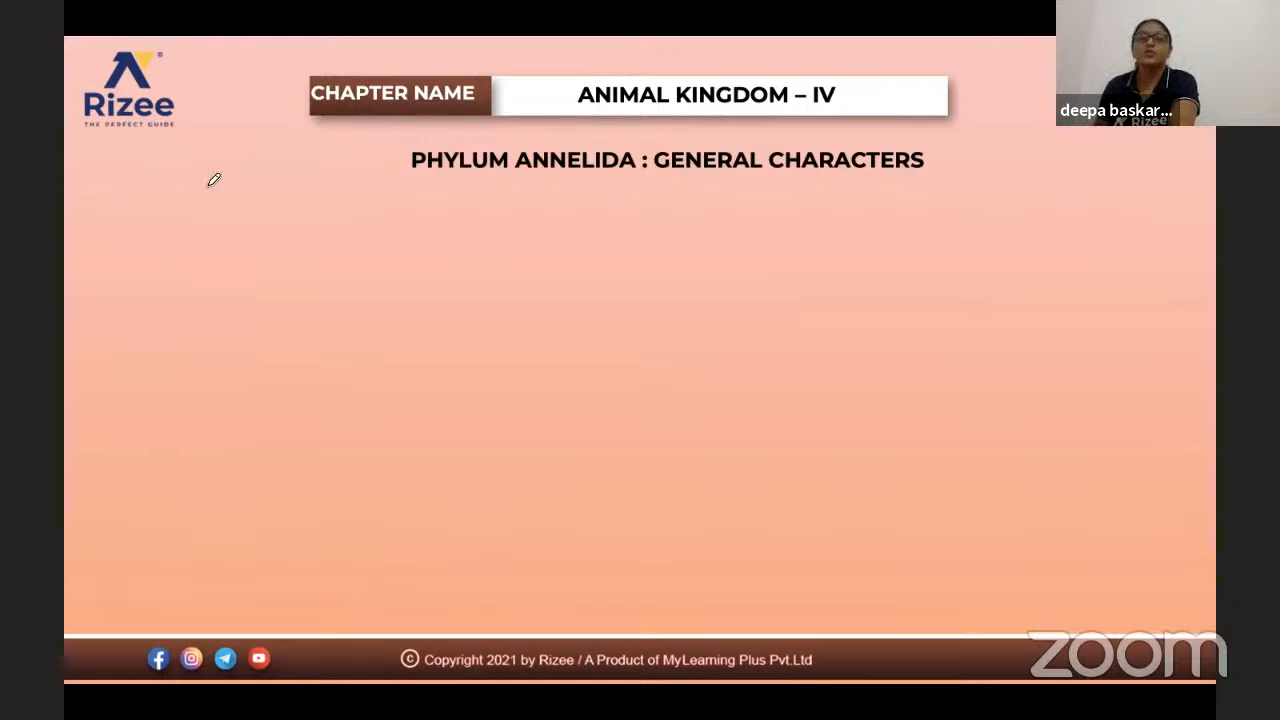 Rizee
THE PERFECT GUIDE
CHAPTER NAME
ANIMAL KINGDOM – IV
deepa baskar...
Rizee
PHYLUM ANNELIDA : GENERAL CHARACTERS
© Copyright 2021 by Rizee / A Product of MyLearning Plus Pvt.Ltd
zoom